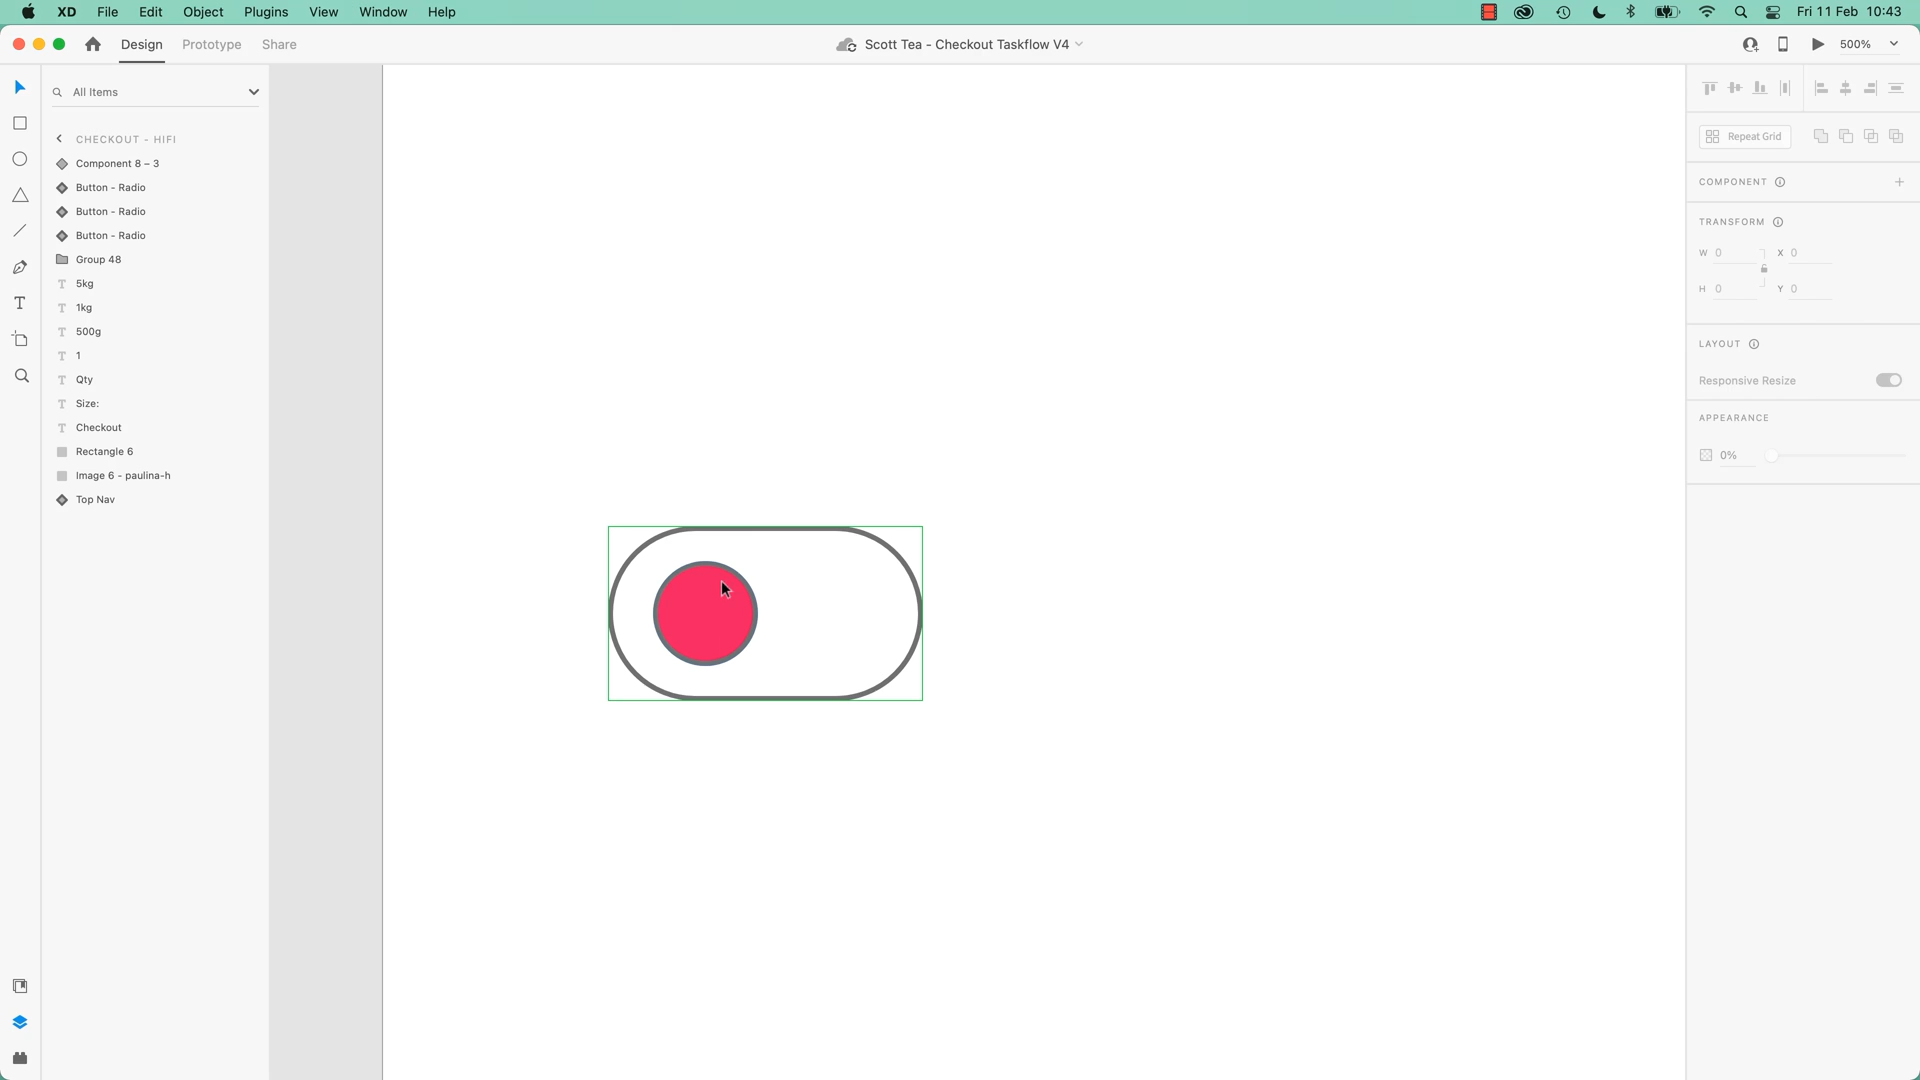 XD File Edit Object Plugins View Window Help Fri 11 Feb 10:43
Design Prototype Share Scott Tea - Checkout Taskflow V4 500%
All Items
CHECKOUT - HIFI
Component 8 – 3
Button - Radio
Button - Radio
Button - Radio
Group 48
5kg
1kg
500g
1
Qty
Size:
Checkout
Rectangle 6
Image 6 - paulina-h
Top Nav
Repeat Grid
COMPONENT
TRANSFORM
W 0 X 0
H 0 Y 0
LAYOUT
Responsive Resize
APPEARANCE
0%